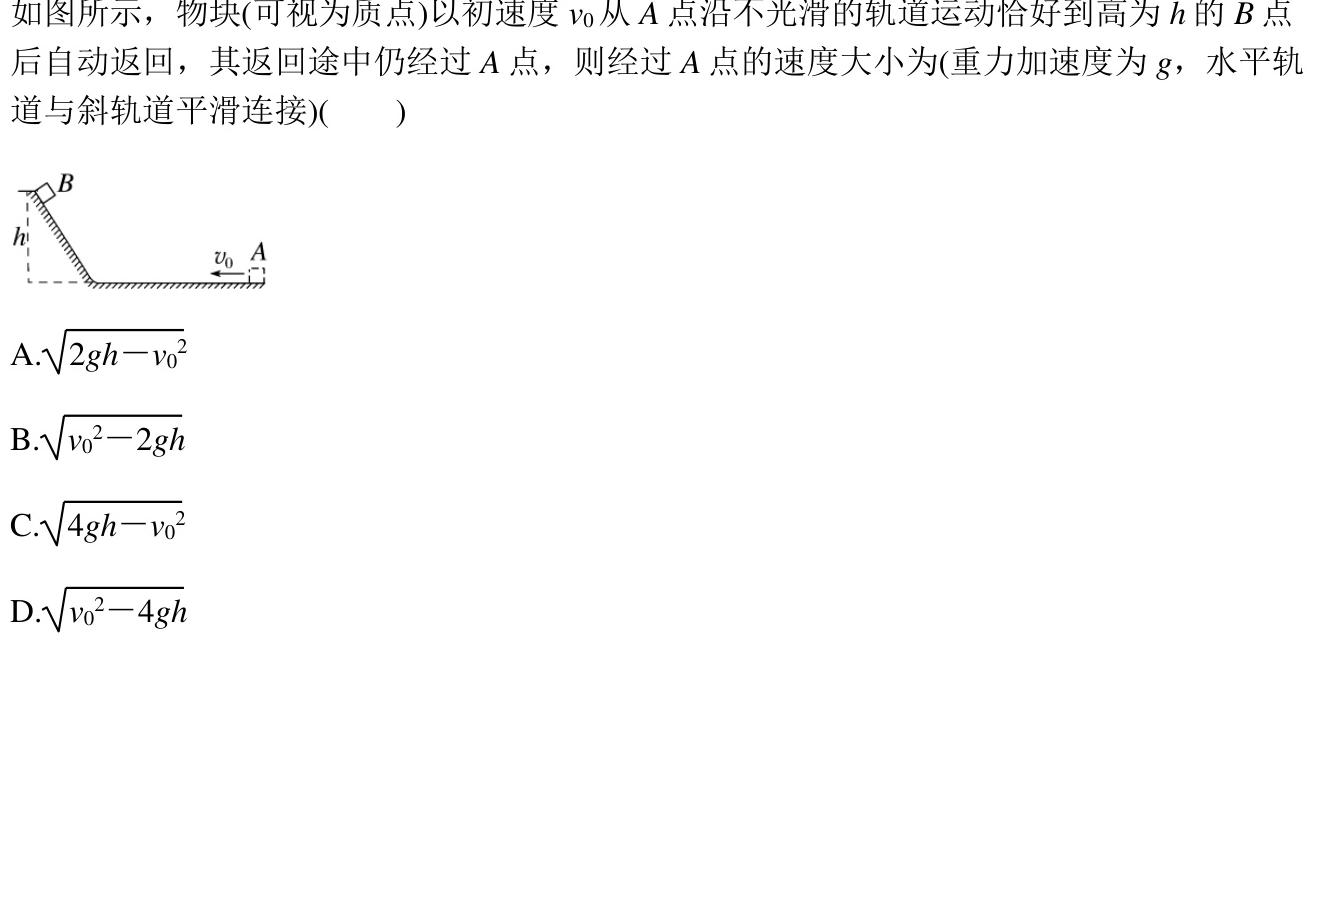 如图所示，物块(可视为质点)以初速度 v₀ 从 A 点沿不光滑的轨道运动恰好到高为 h 的 B 点
后自动返回，其返回途中仍经过 A 点，则经过 A 点的速度大小为(重力加速度为 g，水平轨
道与斜轨道平滑连接)(　　)
B
h
v₀ A
A.√(2gh－v₀²)
B.√(v₀²－2gh)
C.√(4gh－v₀²)
D.√(v₀²－4gh)